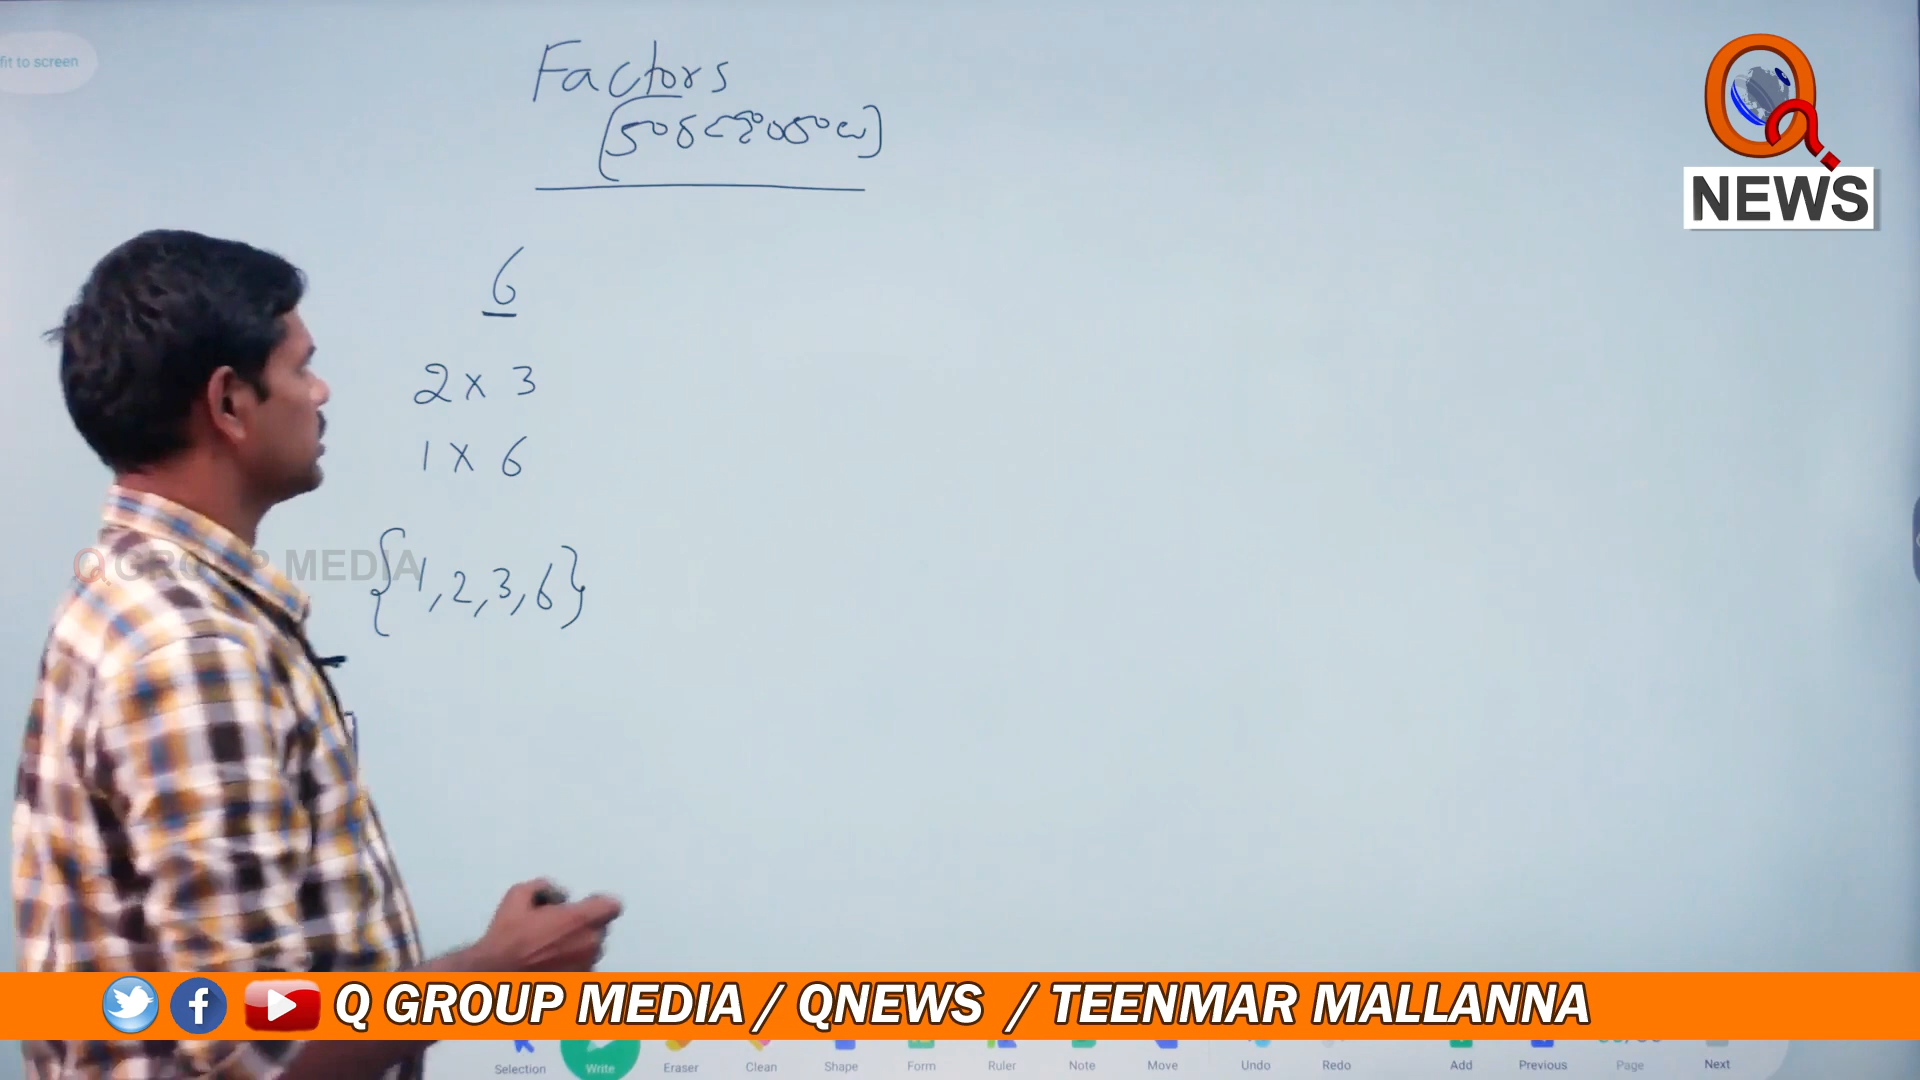 fit to screen
Factors
(కారణాంకాలు)
6
2 x 3
1 x 6
{1,2,3,6}
Q NEWS
Q GROUP MEDIA
Q GROUP MEDIA / QNEWS / TEENMAR MALLANNA
Selection Write Eraser Clean Shape Form Ruler Note Move Undo Redo Add Previous Page Next